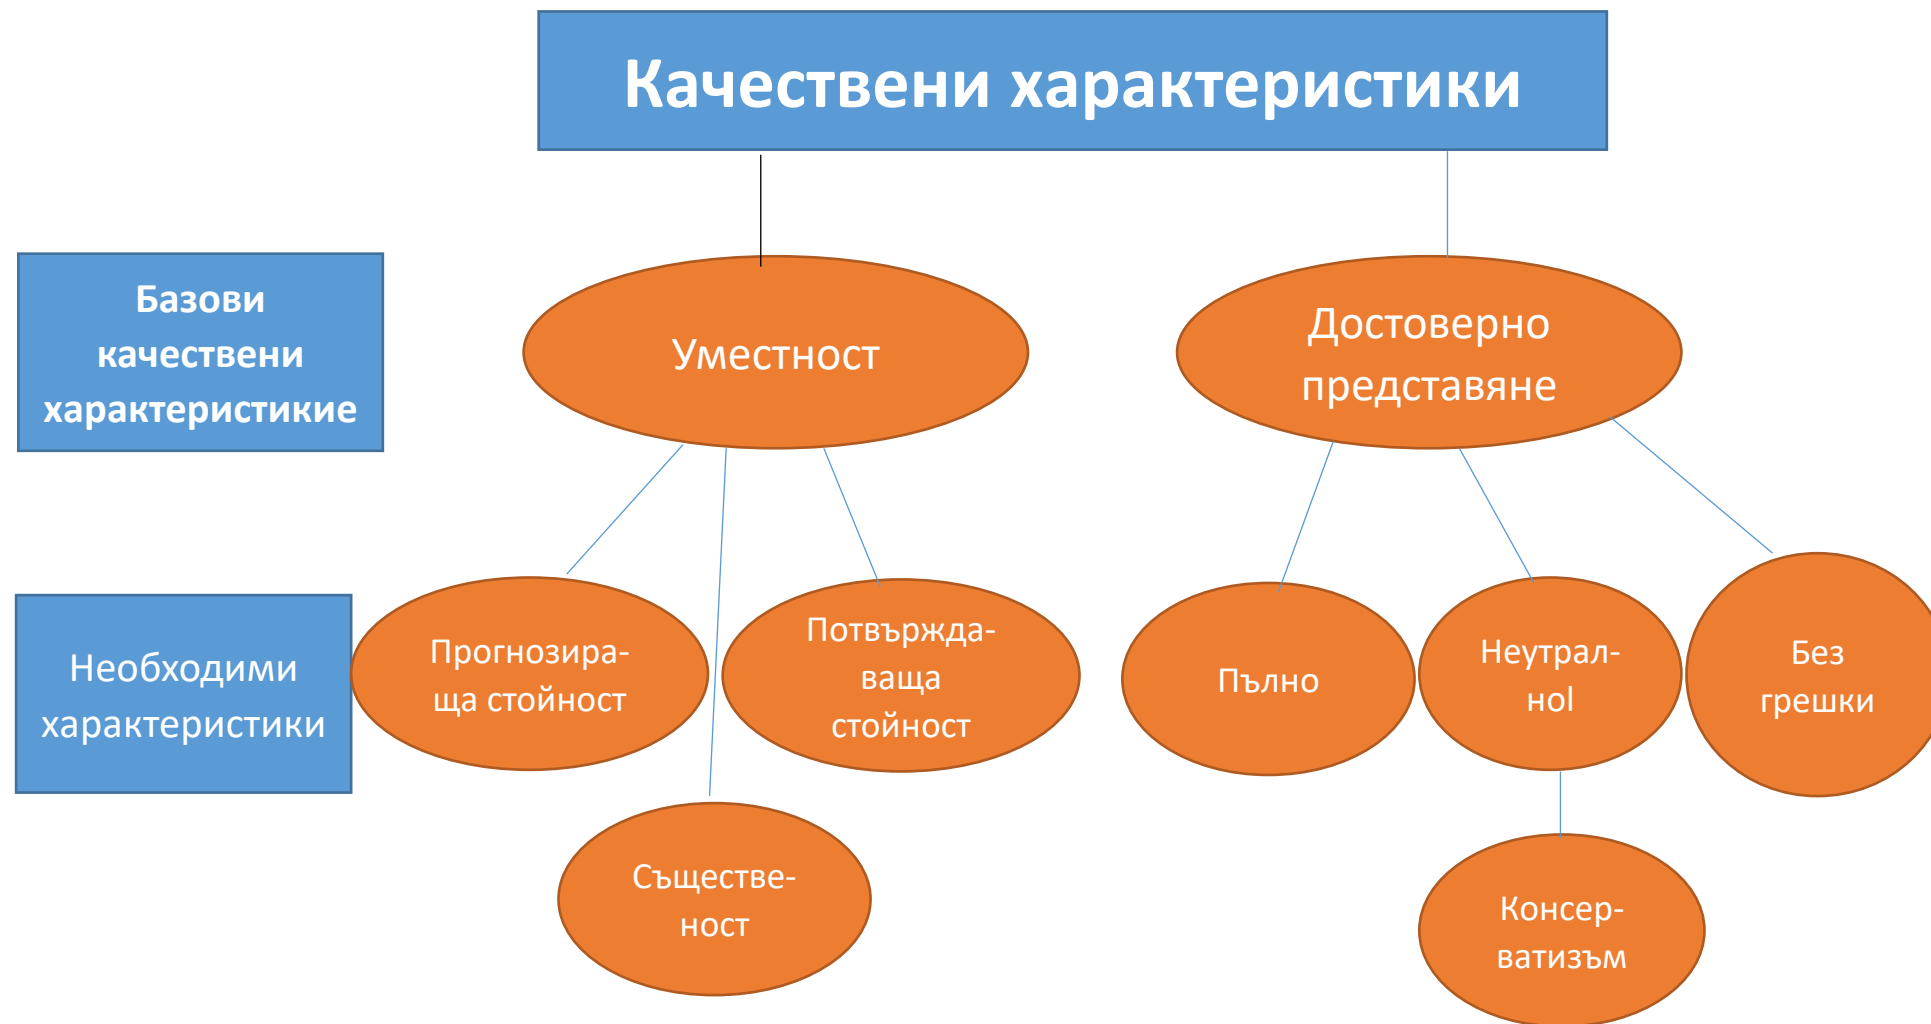 Качествени характеристики
Базови
качествени
характеристикие
Уместност
Достоверно
представяне
Необходими
характеристики
Прогнозира-
ща стойност
Потвържда-
ваща
стойност
Пълно
Неутрал-
ноl
Без
грешки
Съществе-
ност
Консер-
ватизъм